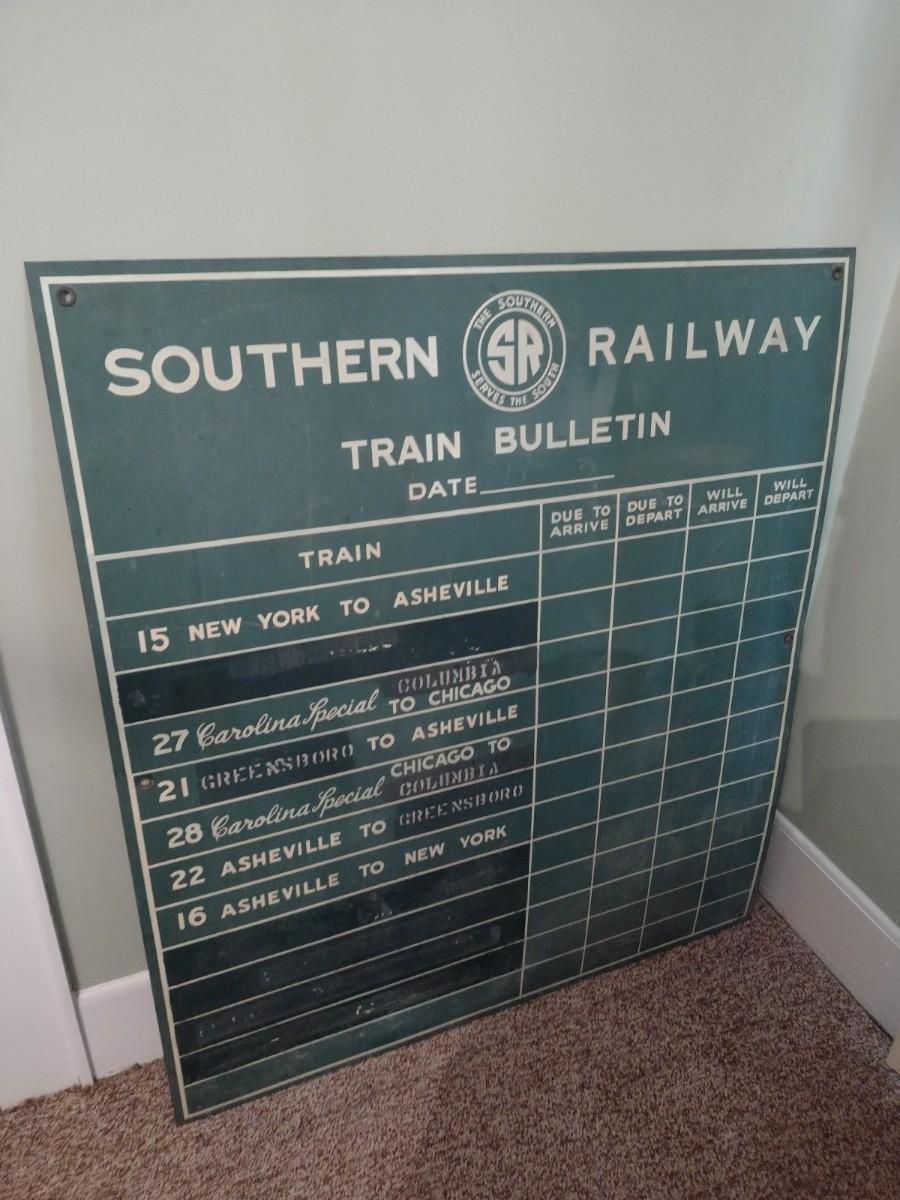 SOUTHERN RAILWAY
THE SOUTHERN
SR
SERVES THE SOUTH
TRAIN BULLETIN
DATE
TRAIN
DUE TO ARRIVE
DUE TO DEPART
WILL ARRIVE
WILL DEPART
15 NEW YORK TO ASHEVILLE
COLUMBIA
27 Carolina Special TO CHICAGO
21 GREENSBORO TO ASHEVILLE
CHICAGO TO
28 Carolina Special COLUMBIA
22 ASHEVILLE TO GREENSBORO
16 ASHEVILLE TO NEW YORK